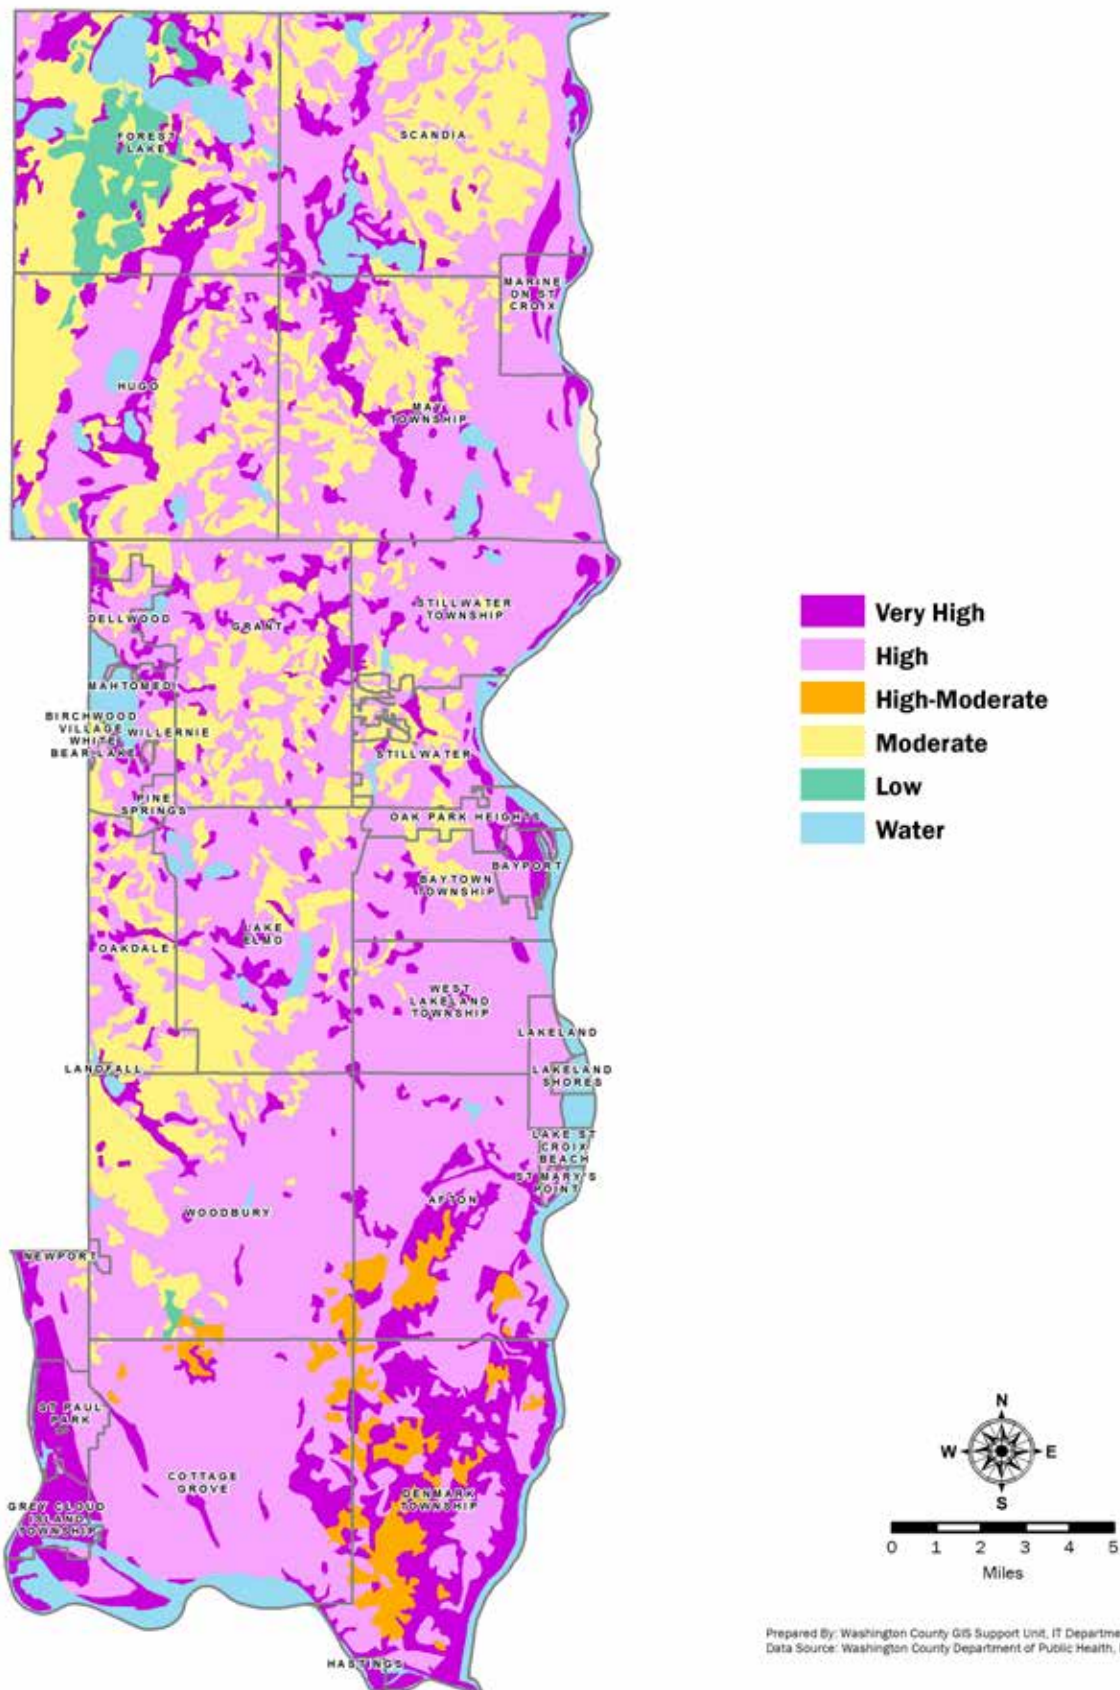 FOREST
LAKE
SCANDIA
MARINE
ON ST
CROIX
HUGO
MAY
TOWNSHIP
STILLWATER
TOWNSHIP
DELLWOOD
GRANT
MAHTOMEDI
BIRCHWOOD
VILLAGE
WHITE
BEAR LAKE
WILLERNIE
STILLWATER
PINE
SPRINGS
OAK PARK HEIGHTS
BAYPORT
BAYTOWN
TOWNSHIP
LAKE
ELMO
OAKDALE
WEST
LAKELAND
TOWNSHIP
LAKELAND
LANDFALL
LAKELAND
SHORES
LAKE ST
CROIX
BEACH
ST MARY'S
POINT
AFTON
WOODBURY
NEWPORT
ST PAUL
PARK
COTTAGE
GROVE
DENMARK
TOWNSHIP
GREY CLOUD
ISLAND
TOWNSHIP
HASTINGS
Very High
High
High-Moderate
Moderate
Low
Water
N
W
E
S
0 1 2 3 4 5
Miles
Prepared By: Washington County GIS Support Unit, IT Departme
Data Source: Washington County Department of Public Health,